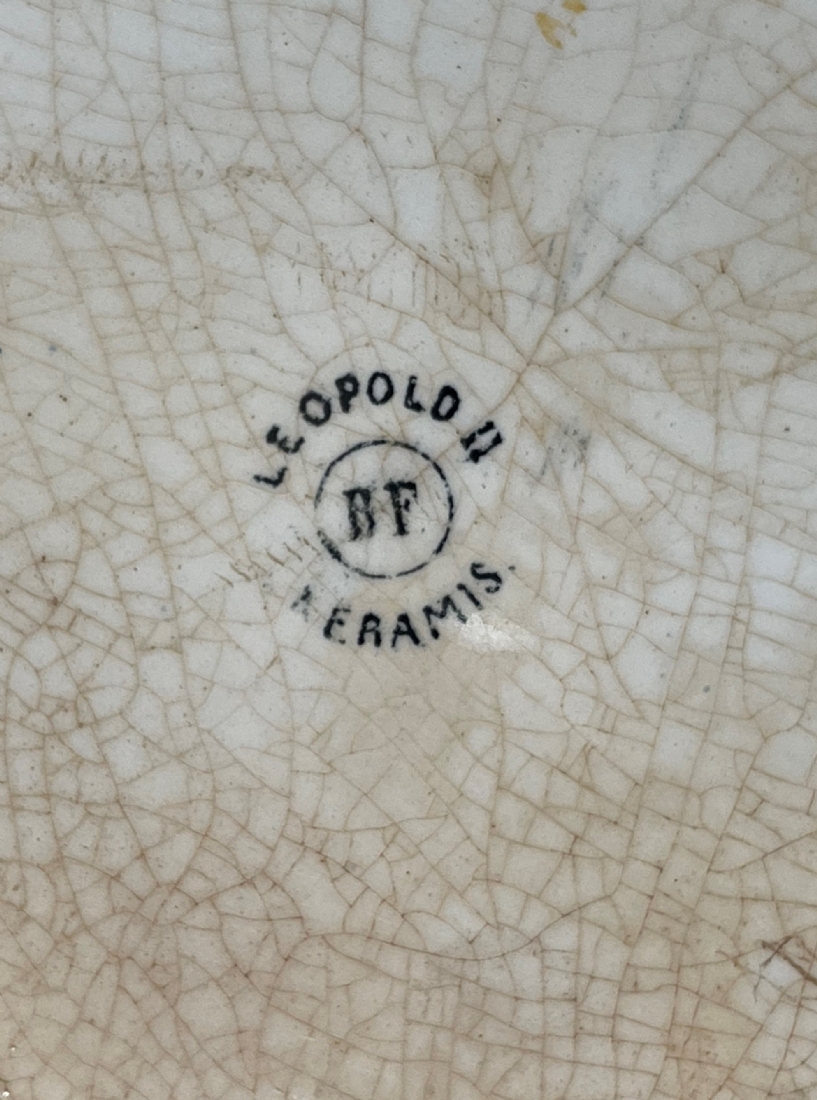 LEOPOLD II
BF
KERAMIS.